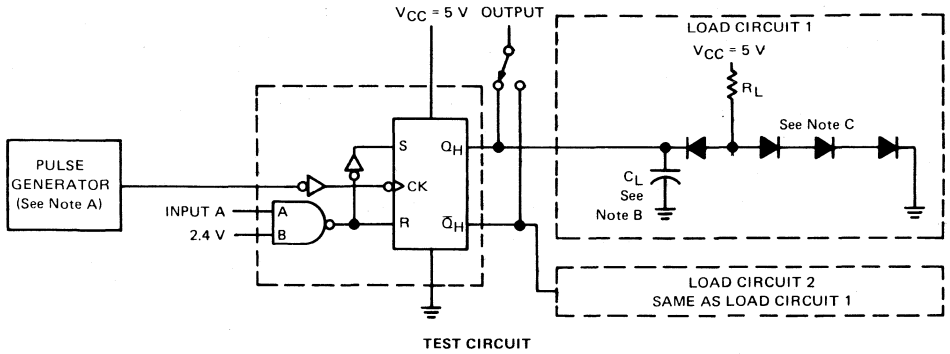 VCC = 5 V OUTPUT
LOAD CIRCUIT 1
VCC = 5 V
RL
See Note C
CL
See
Note B
PULSE
GENERATOR
(See Note A)
S
QH
CK
INPUT A
A
2.4 V
B
R
Q̅H
LOAD CIRCUIT 2
SAME AS LOAD CIRCUIT 1
TEST CIRCUIT